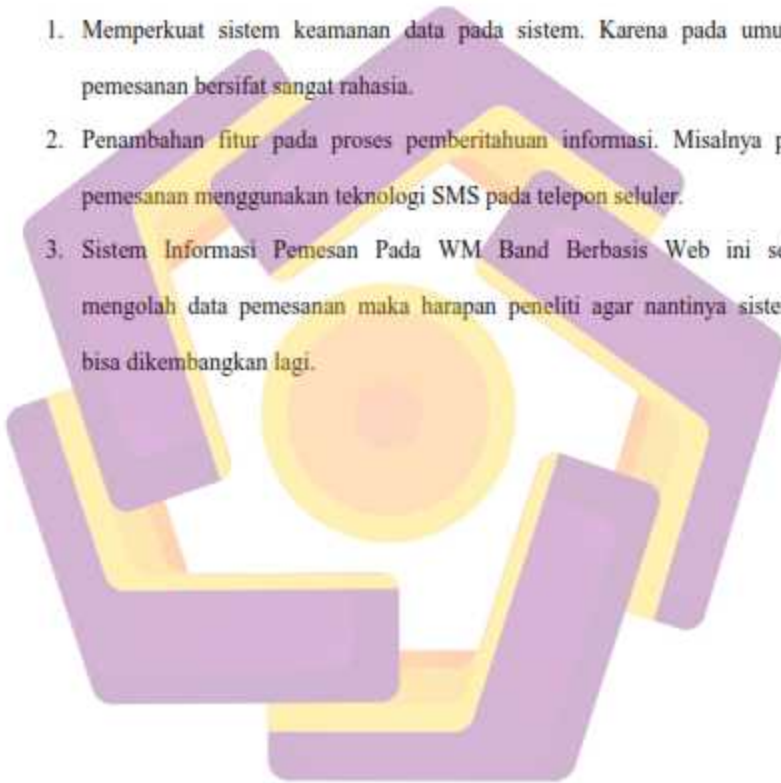 1. Memperkuat sistem keamanan data pada sistem. Karena pada umu
pemesanan bersifat sangat rahasia.
2. Penambahan fitur pada proses pemberitahuan informasi. Misalnya p
pemesanan menggunakan teknologi SMS pada telepon seluler.
3. Sistem Informasi Pemesan Pada WM Band Berbasis Web ini se
mengolah data pemesanan maka harapan peneliti agar nantinya siste
bisa dikembangkan lagi.